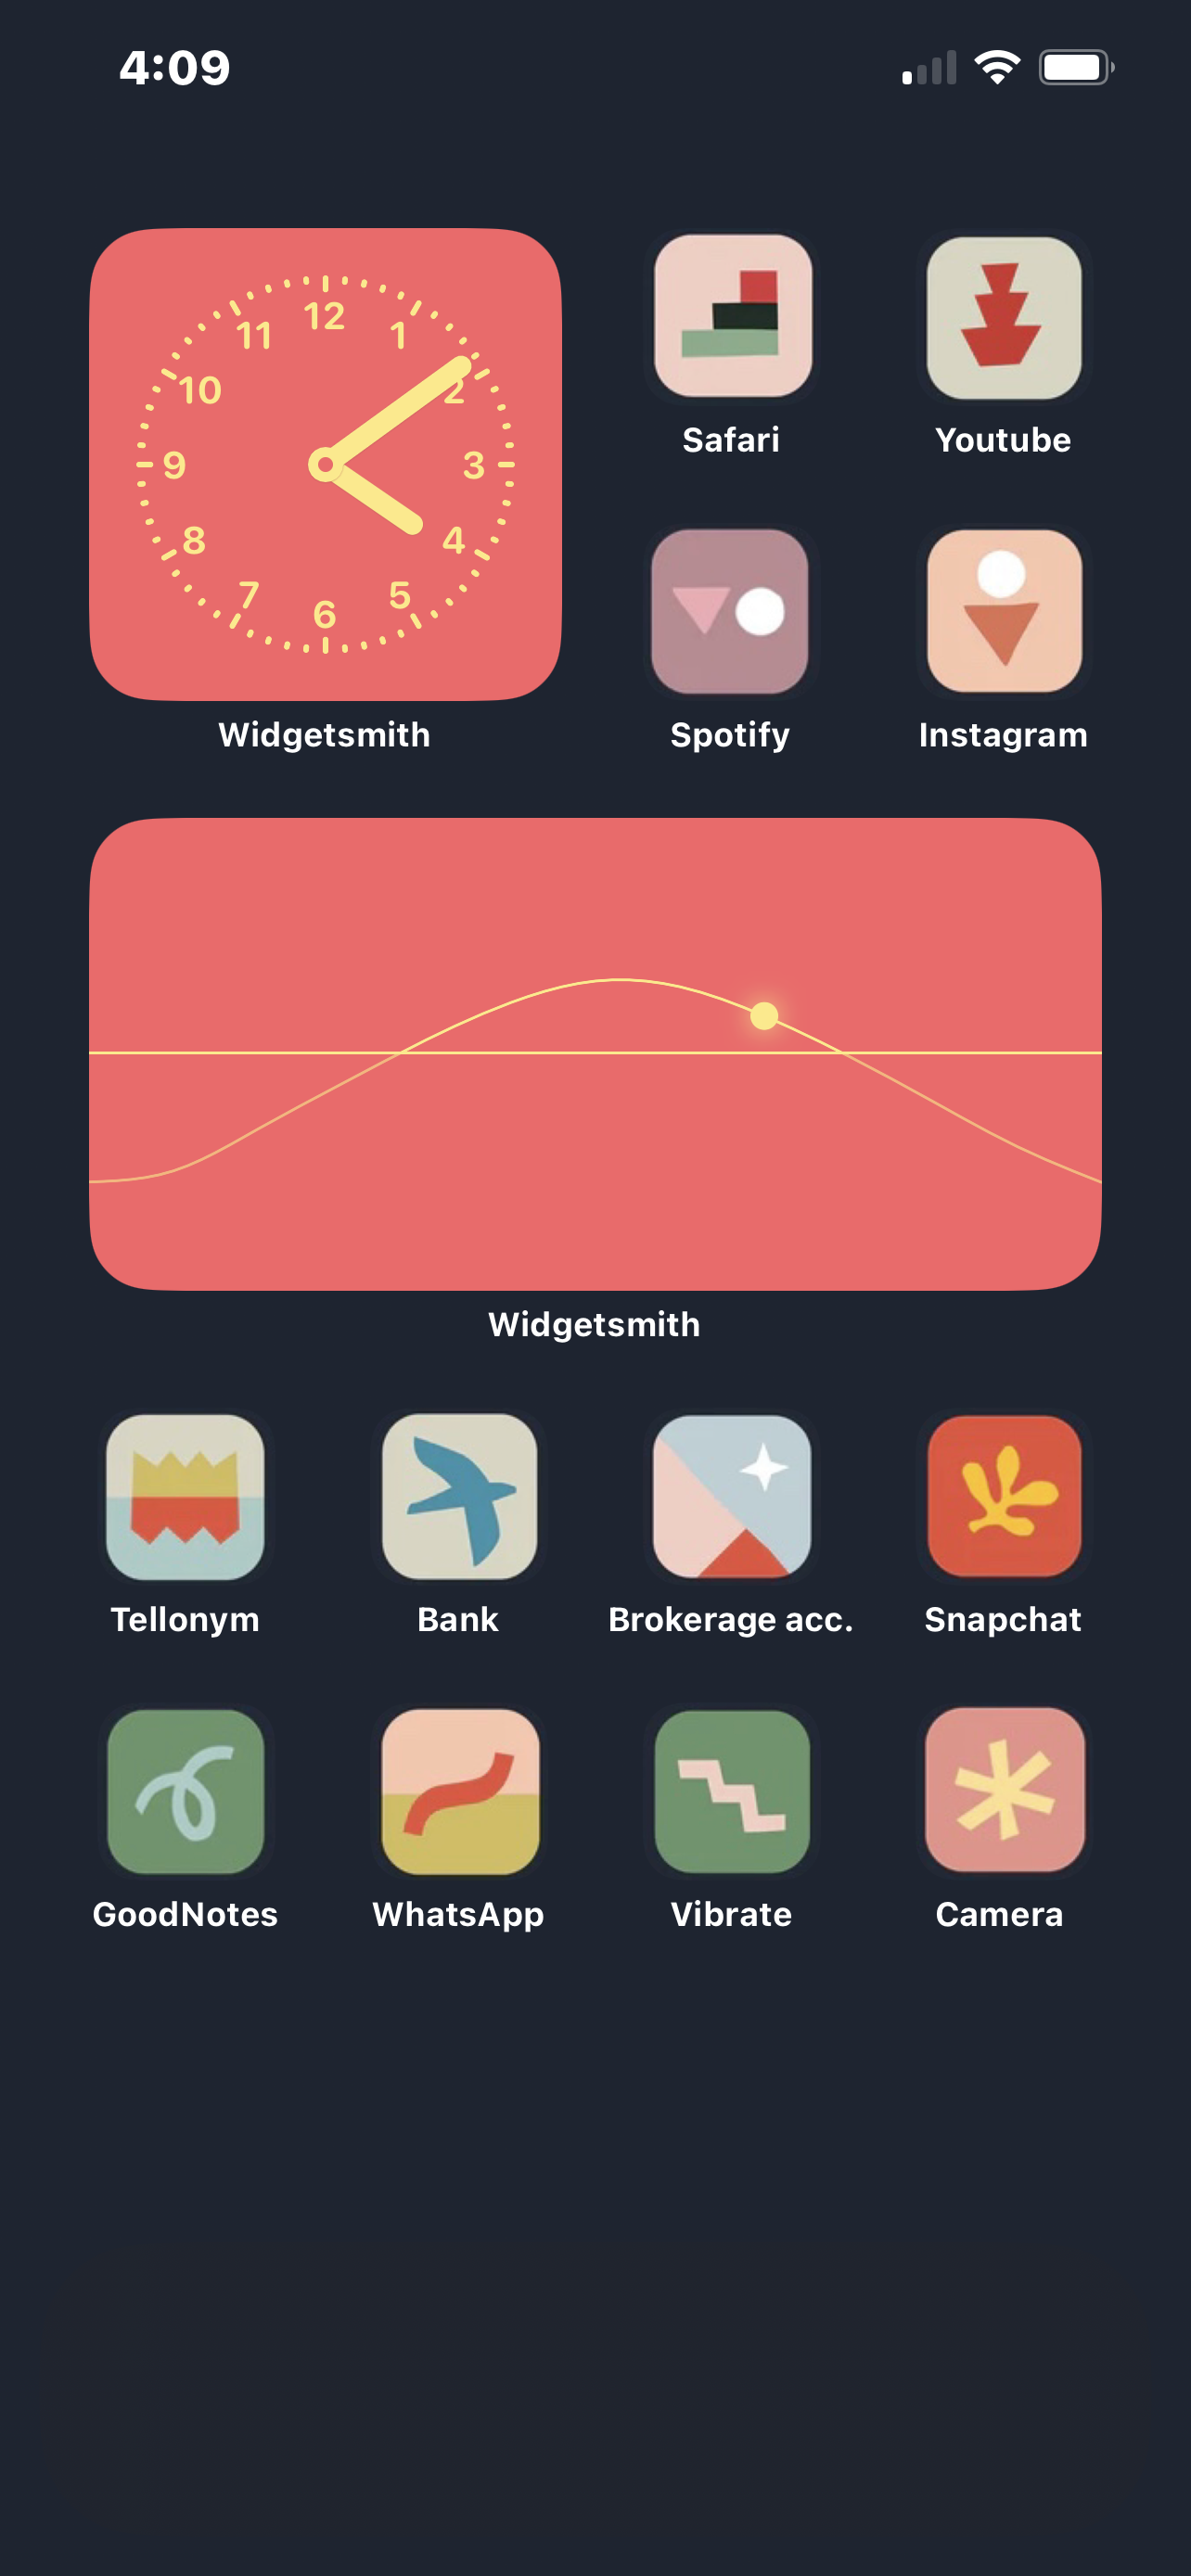 4:09
12
11 1
10 2
9 3
8 4
7 5
6
Safari Youtube
Widgetsmith Spotify Instagram
Widgetsmith
Tellonym Bank Brokerage acc. Snapchat
GoodNotes WhatsApp Vibrate Camera